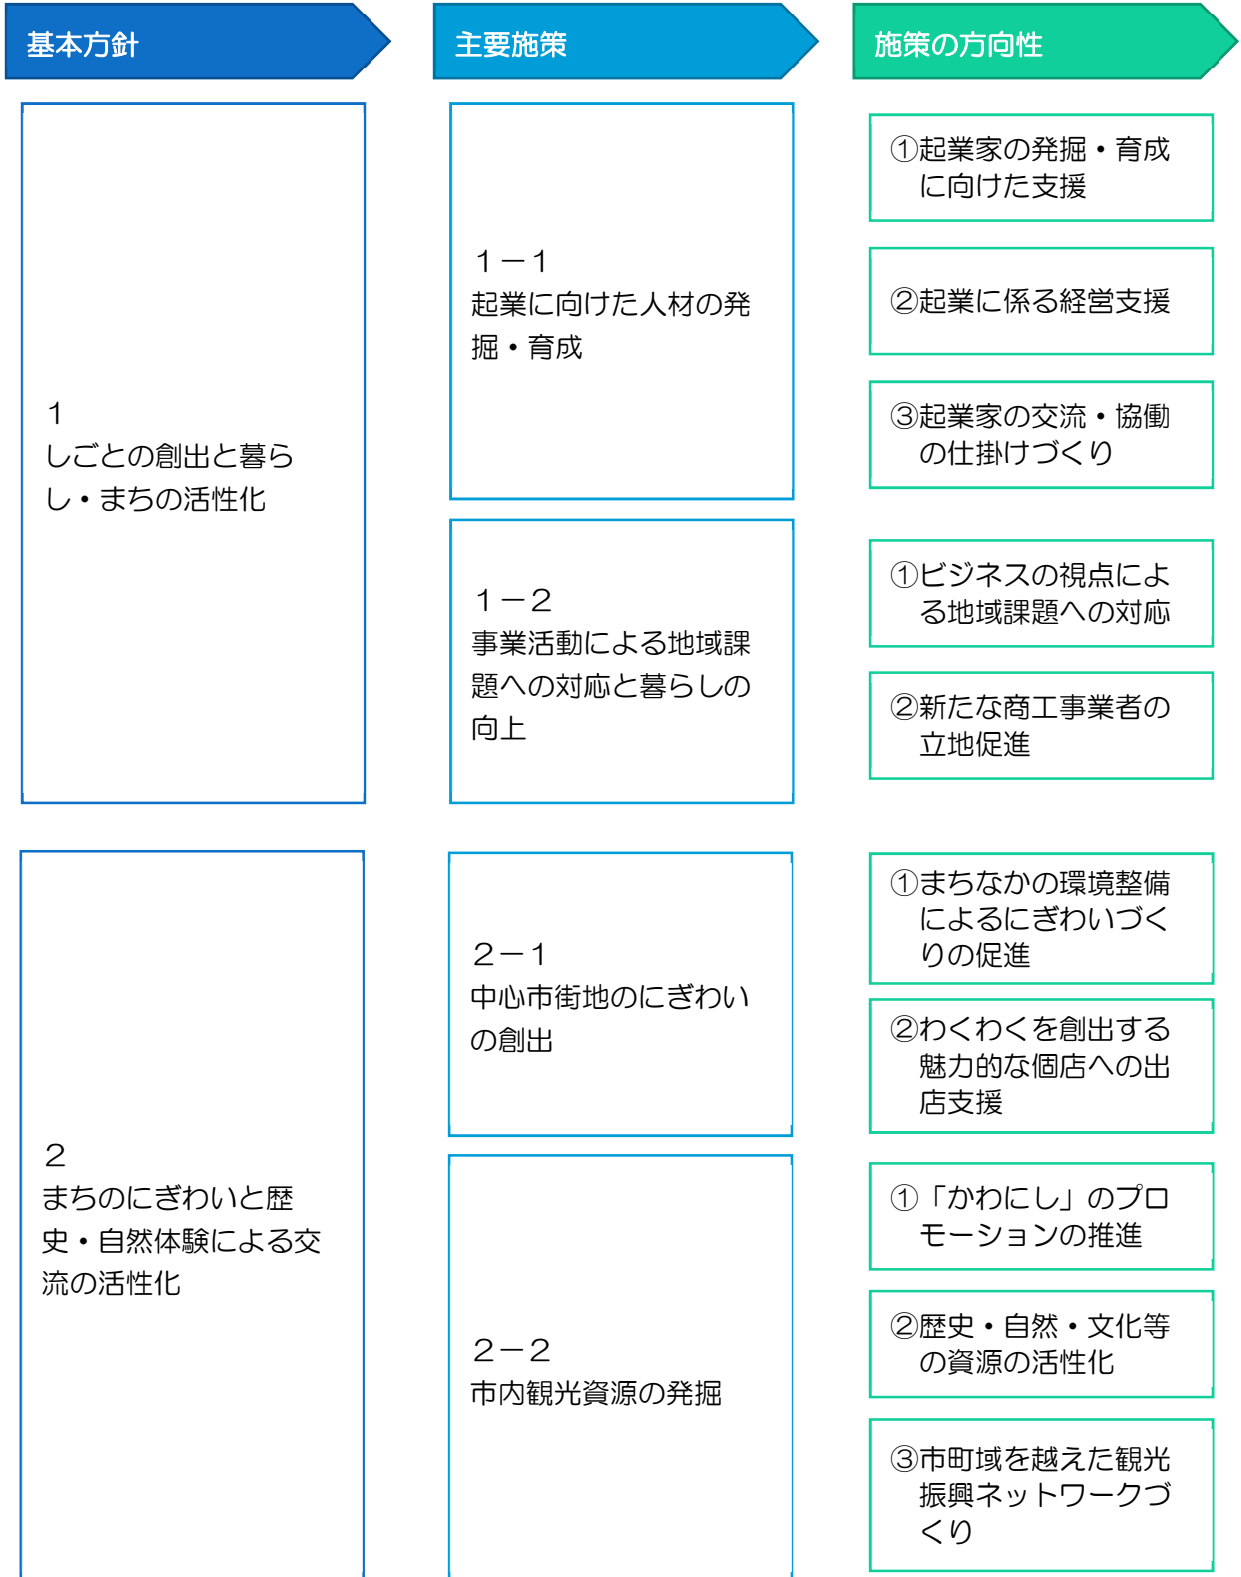 基本方針
主要施策
施策の方向性
1
しごとの創出と暮ら
し・まちの活性化
1－1
起業に向けた人材の発
掘・育成
①起業家の発掘・育成
に向けた支援
②起業に係る経営支援
③起業家の交流・協働
の仕掛けづくり
1－2
事業活動による地域課
題への対応と暮らしの
向上
①ビジネスの視点によ
る地域課題への対応
②新たな商工事業者の
立地促進
2
まちのにぎわいと歴
史・自然体験による交
流の活性化
2－1
中心市街地のにぎわい
の創出
①まちなかの環境整備
によるにぎわいづく
りの促進
②わくわくを創出する
魅力的な個店への出
店支援
2－2
市内観光資源の発掘
①「かわにし」のプロ
モーションの推進
②歴史・自然・文化等
の資源の活性化
③市町域を越えた観光
振興ネットワークづ
くり